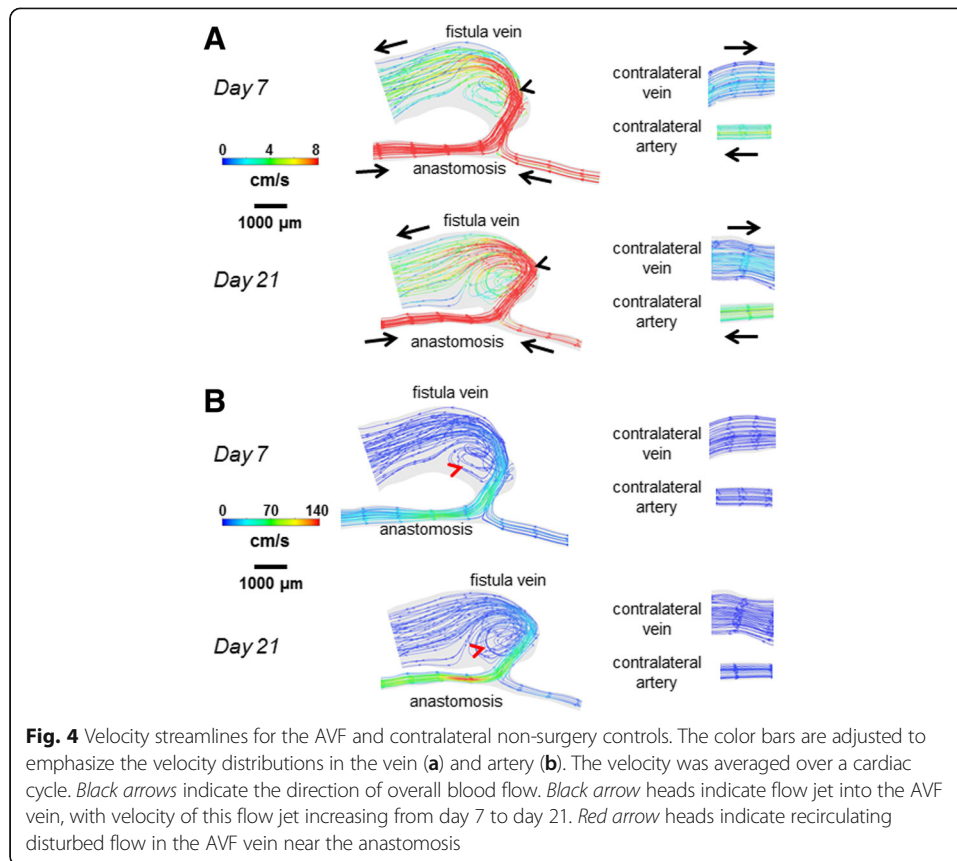 A
fistula vein
Day 7
contralateral
vein
0 4 8
cm/s
contralateral
artery
1000 µm
anastomosis
fistula vein
Day 21
contralateral
vein
contralateral
artery
anastomosis
B
fistula vein
Day 7
contralateral
vein
0 70 140
cm/s
contralateral
artery
1000 µm
anastomosis
fistula vein
Day 21
contralateral
vein
contralateral
artery
anastomosis
Fig. 4 Velocity streamlines for the AVF and contralateral non-surgery controls. The color bars are adjusted to
emphasize the velocity distributions in the vein (a) and artery (b). The velocity was averaged over a cardiac
cycle. Black arrows indicate the direction of overall blood flow. Black arrow heads indicate flow jet into the AVF
vein, with velocity of this flow jet increasing from day 7 to day 21. Red arrow heads indicate recirculating
disturbed flow in the AVF vein near the anastomosis